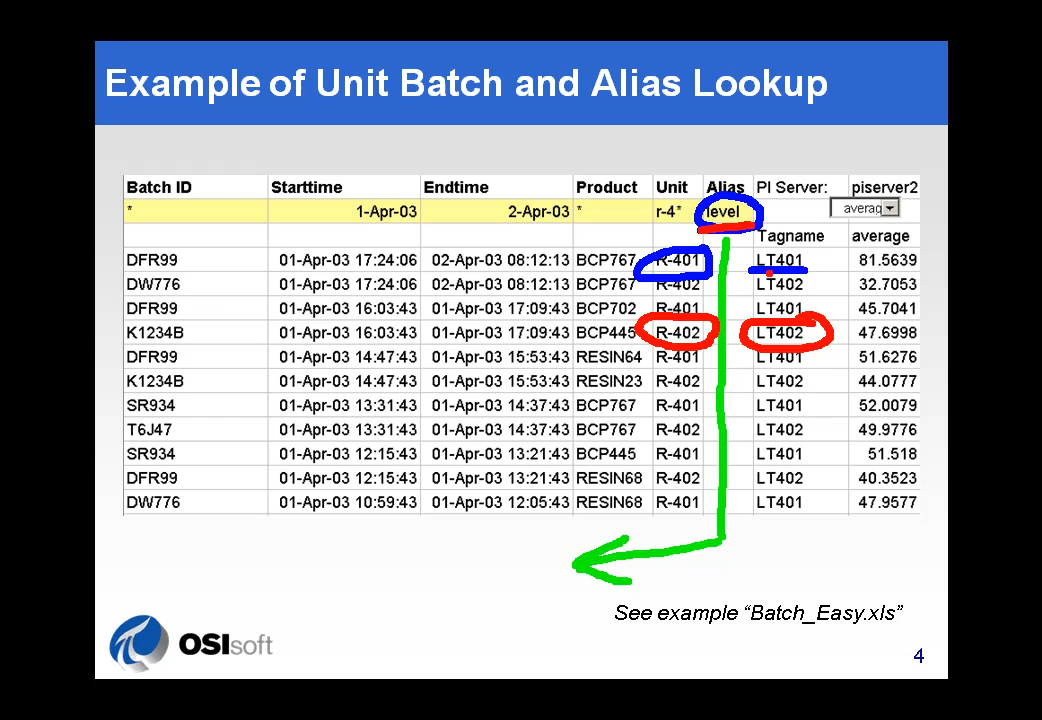 Example of Unit Batch and Alias Lookup
Batch ID Starttime Endtime Product Unit Alias PI Server: piserver2
* 1-Apr-03 2-Apr-03 * r-4* level averag
Tagname average
DFR99 01-Apr-03 17:24:06 02-Apr-03 08:12:13 BCP767 R-401 LT401 81.5639
DW776 01-Apr-03 17:24:06 02-Apr-03 08:12:13 BCP767 R-402 LT402 32.7053
DFR99 01-Apr-03 16:03:43 01-Apr-03 17:09:43 BCP702 R-401 LT401 45.7041
K1234B 01-Apr-03 16:03:43 01-Apr-03 17:09:43 BCP445 R-402 LT402 47.6998
DFR99 01-Apr-03 14:47:43 01-Apr-03 15:53:43 RESIN64 R-401 LT401 51.6276
K1234B 01-Apr-03 14:47:43 01-Apr-03 15:53:43 RESIN23 R-402 LT402 44.0777
SR934 01-Apr-03 13:31:43 01-Apr-03 14:37:43 BCP767 R-401 LT401 52.0079
T6J47 01-Apr-03 13:31:43 01-Apr-03 14:37:43 BCP767 R-402 LT402 49.9776
SR934 01-Apr-03 12:15:43 01-Apr-03 13:21:43 BCP445 R-401 LT401 51.518
DFR99 01-Apr-03 12:15:43 01-Apr-03 13:21:43 RESIN68 R-402 LT402 40.3523
DW776 01-Apr-03 10:59:43 01-Apr-03 12:05:43 RESIN68 R-401 LT401 47.9577
See example “Batch_Easy.xls”
OSIsoft
4